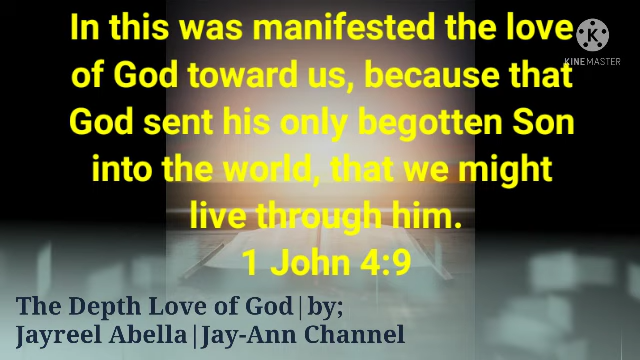 In this was manifested the love
of God toward us, because that
God sent his only begotten Son
into the world, that we might
live through him.
1 John 4:9
K
KINEMASTER
The Depth Love of God|by;
Jayreel Abella|Jay-Ann Channel